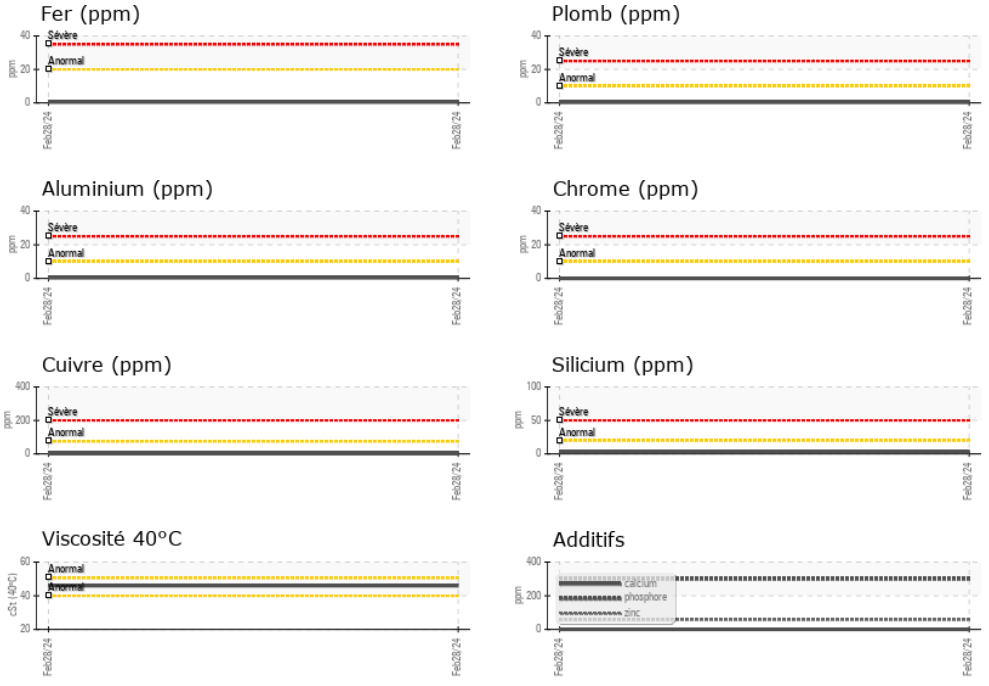 Fer (ppm)
40
20
0
ppm
Sévère
Anormal
Feb28/24
Feb28/24
Plomb (ppm)
40
20
0
ppm
Sévère
Anormal
Feb28/24
Feb28/24
Aluminium (ppm)
40
20
0
ppm
Sévère
Anormal
Feb28/24
Feb28/24
Chrome (ppm)
40
20
0
ppm
Sévère
Anormal
Feb28/24
Feb28/24
Cuivre (ppm)
400
200
0
ppm
Sévère
Anormal
Feb28/24
Feb28/24
Silicium (ppm)
100
50
0
ppm
Sévère
Anormal
Feb28/24
Feb28/24
Viscosité 40°C
60
40
20
cSt (40°C)
Anormal
Anormal
Feb28/24
Feb28/24
Additifs
400
200
0
ppm
calcium
phosphore
zinc
Feb28/24
Feb28/24